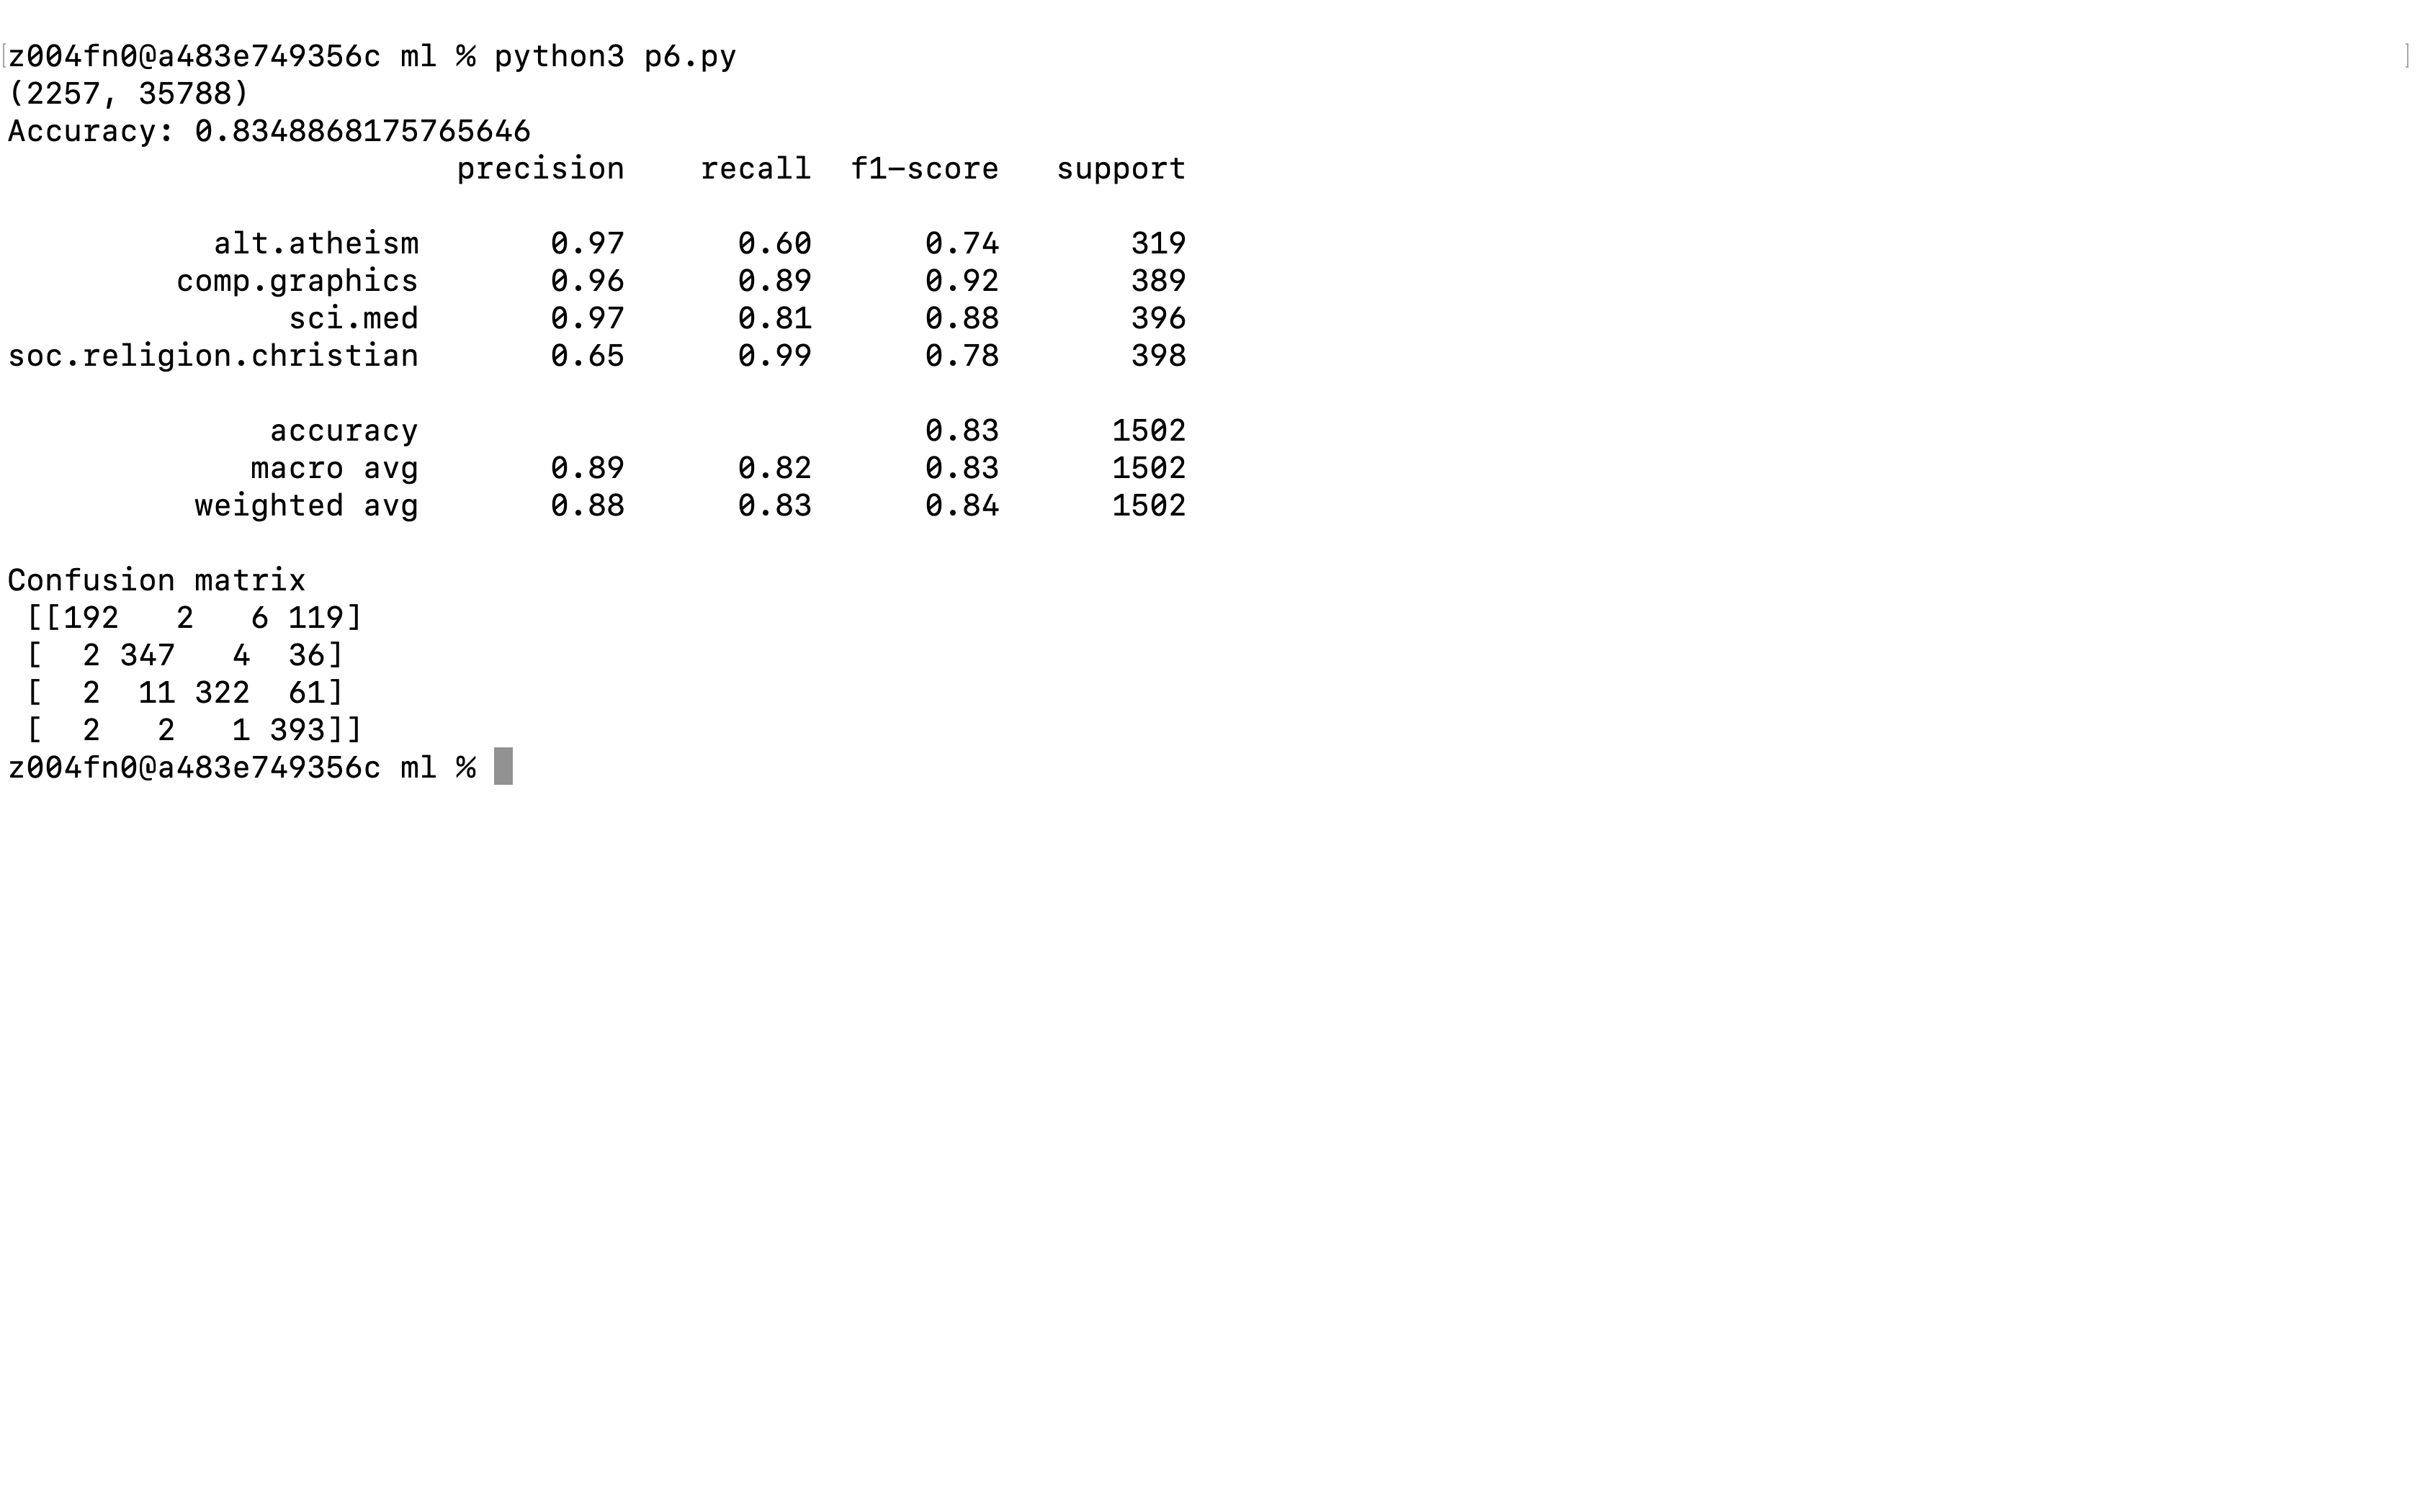 [z004fn0@a483e749356c ml % python3 p6.py ]
(2257, 35788)
Accuracy: 0.8348868175765646
                        precision    recall  f1-score   support

           alt.atheism       0.97      0.60      0.74       319
         comp.graphics       0.96      0.89      0.92       389
               sci.med       0.97      0.81      0.88       396
soc.religion.christian       0.65      0.99      0.78       398

              accuracy                           0.83      1502
             macro avg       0.89      0.82      0.83      1502
          weighted avg       0.88      0.83      0.84      1502

Confusion matrix
 [[192   2   6 119]
 [  2 347   4  36]
 [  2  11 322  61]
 [  2   2   1 393]]
z004fn0@a483e749356c ml %